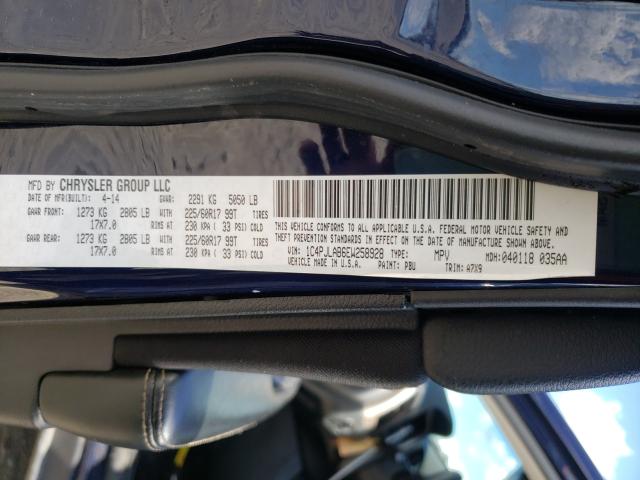 MFD BY CHRYSLER GROUP LLC
DATE OF MFR(BUILT): 4-14 GVWR: 2291 KG 5050 LB
GAWR FRONT: 1273 KG 2805 LB WITH 225/60R17 99T TIRES
17X7.0 RIMS AT 230 KPA ( 33 PSI) COLD
GAWR REAR: 1273 KG 2805 LB WITH 225/60R17 99T TIRES
17X7.0 RIMS AT 230 KPA ( 33 PSI) COLD
THIS VEHICLE CONFORMS TO ALL APPLICABLE U.S.A. FEDERAL MOTOR VEHICLE SAFETY AND
THEFT PREVENTION STANDARDS IN EFFECT ON THE DATE OF MANUFACTURE SHOWN ABOVE.
VIN: 1C4PJLAB6EW258928 TYPE: MPV MDH: 040118 035AA
VEHICLE MADE IN U.S.A. PAINT: PBU TRIM: A7X9